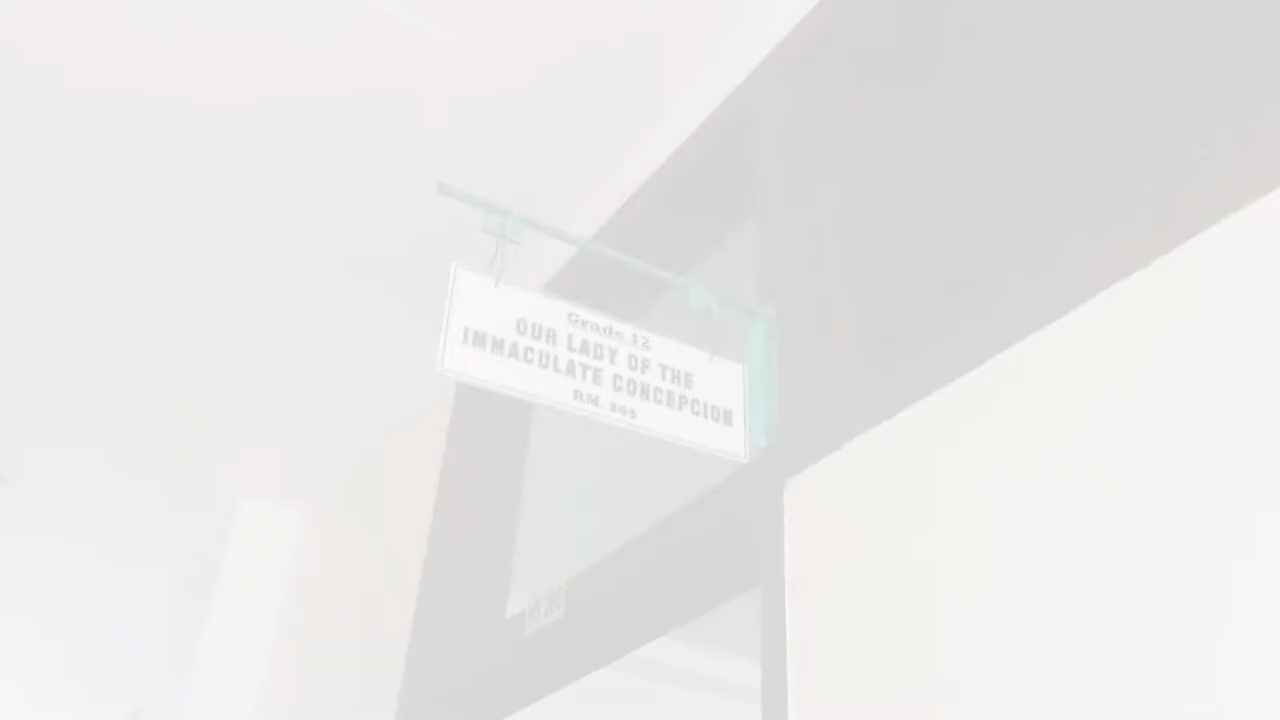 Grade 12
OUR LADY OF THE
IMMACULATE CONCEPCION
RM. 203